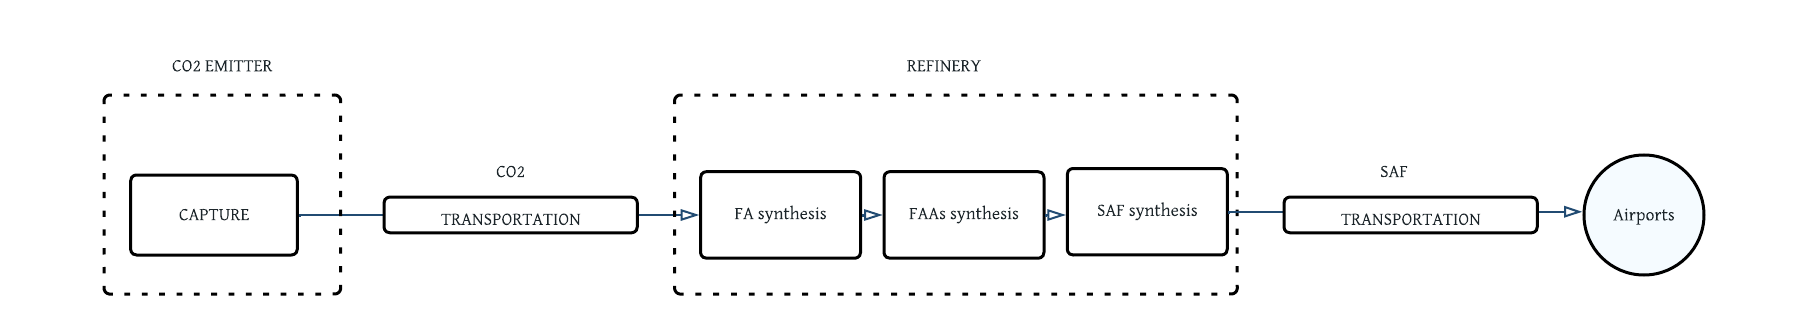 CO2 EMITTER
REFINERY
CO2
SAF
CAPTURE
TRANSPORTATION
FA synthesis
FAAs synthesis
SAF synthesis
TRANSPORTATION
Airports